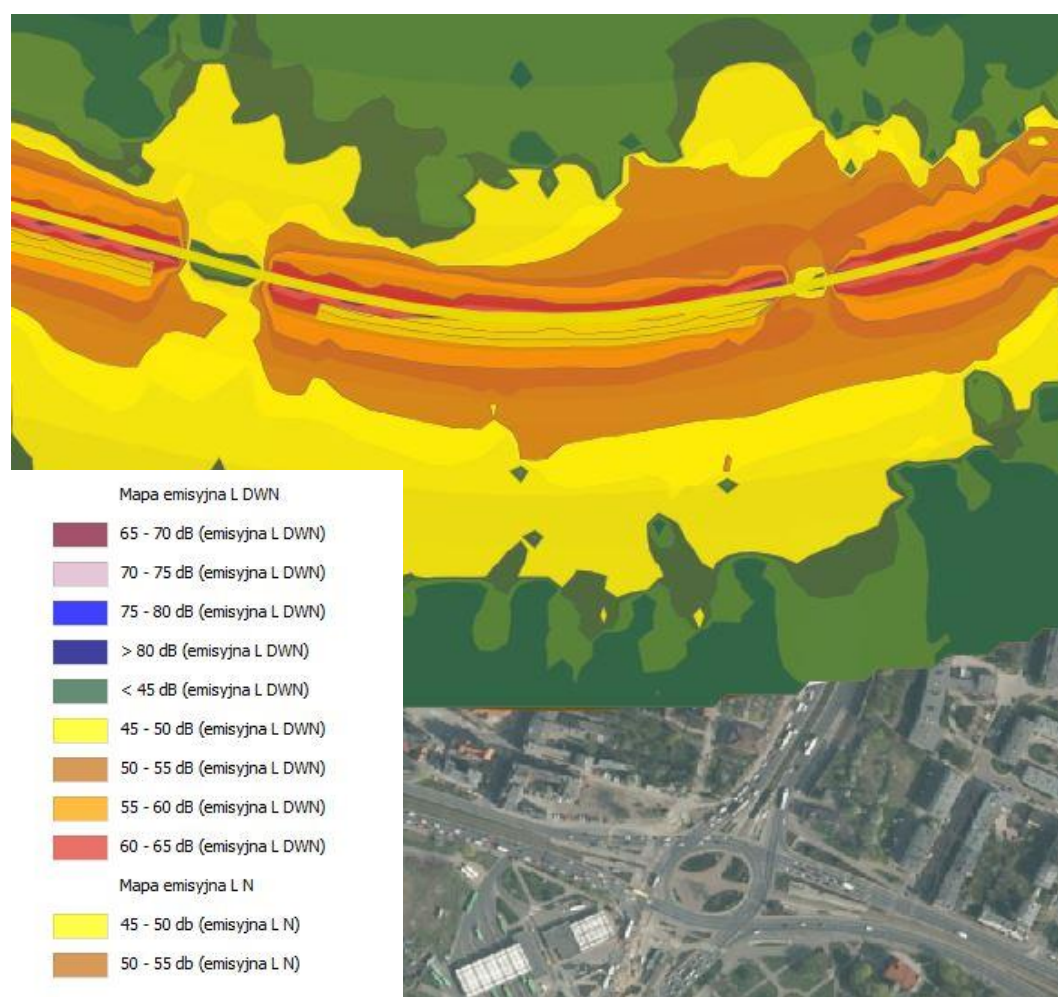 Mapa emisyjna L DWN
65 - 70 dB (emisyjna L DWN)
70 - 75 dB (emisyjna L DWN)
75 - 80 dB (emisyjna L DWN)
> 80 dB (emisyjna L DWN)
< 45 dB (emisyjna L DWN)
45 - 50 dB (emisyjna L DWN)
50 - 55 dB (emisyjna L DWN)
55 - 60 dB (emisyjna L DWN)
60 - 65 dB (emisyjna L DWN)
Mapa emisyjna L N
45 - 50 db (emisyjna L N)
50 - 55 db (emisyjna L N)